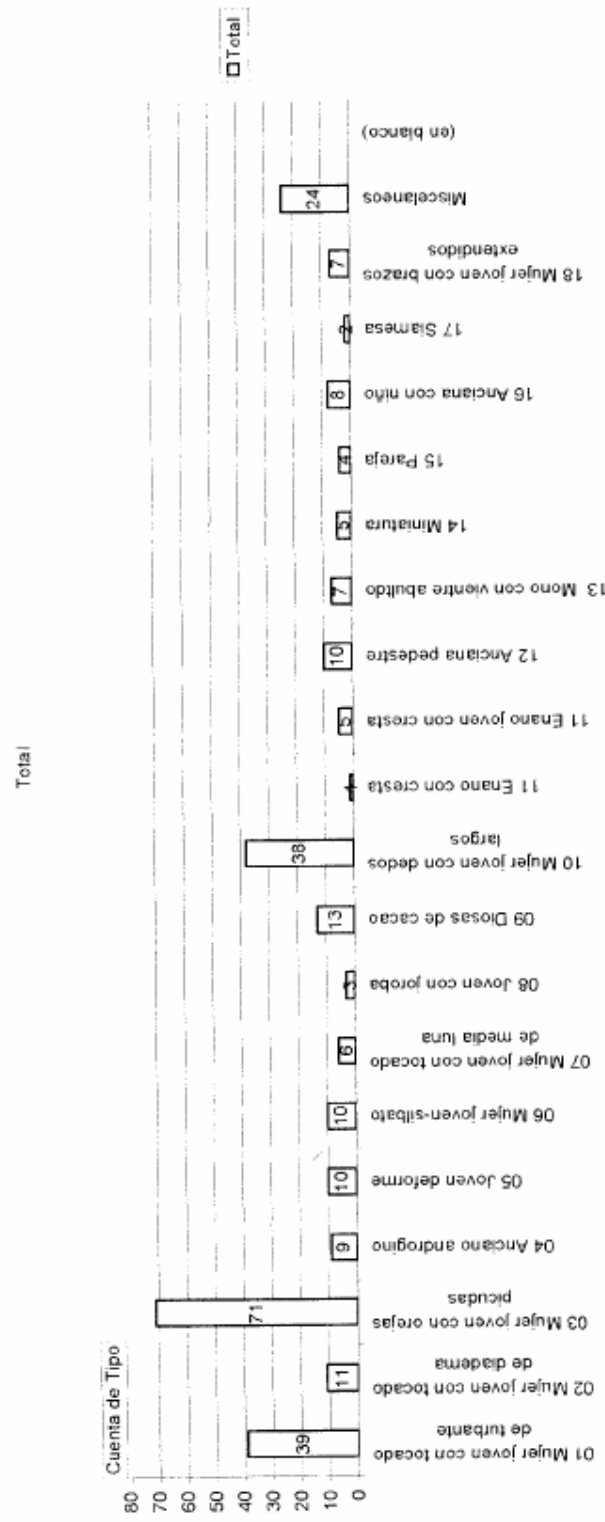 Total
Cuenta de Tipo
80
70
60
50
40
30
20
10
0
39
11
71
9
10
10
6
3
13
38
1
5
10
7
5
4
8
2
7
24
01 Mujer joven con tocado
de turbante
02 Mujer joven con tocado
de diadema
03 Mujer joven con orejas
picudas
04 Anciano androgino
05 Joven deforme
06 Mujer joven-silbato
07 Mujer joven con tocado
de media luna
08 Joven con joroba
09 Diosas de cacao
10 Mujer joven con dedos
largos
11 Enano con cresta
11 Enano joven con cresta
12 Anciana pedestre
13 Mono con vientre abultdo
14 Miniatura
15 Pareja
16 Anciana con niño
17 Siamesa
18 Mujer joven con brazos
extendidos
Miscelaneos
(en blanco)
Total